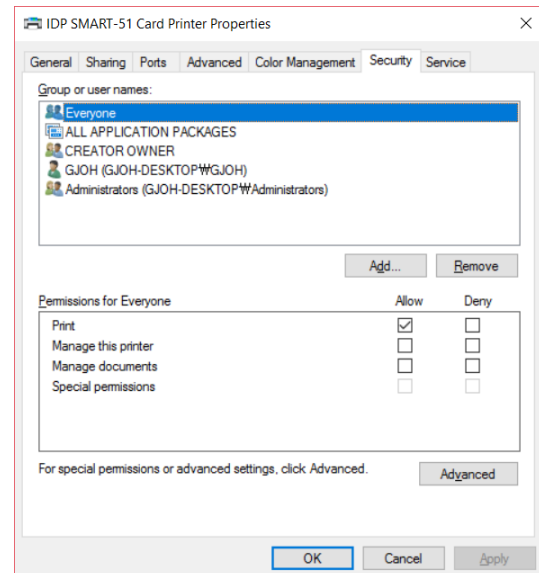 IDP SMART-51 Card Printer Properties
General Sharing Ports Advanced Color Management Security Service
Group or user names:
Everyone
ALL APPLICATION PACKAGES
CREATOR OWNER
GJOH (GJOH-DESKTOP₩GJOH)
Administrators (GJOH-DESKTOP₩Administrators)
Add... Remove
Permissions for Everyone Allow Deny
Print
Manage this printer
Manage documents
Special permissions
For special permissions or advanced settings, click Advanced. Advanced
OK Cancel Apply